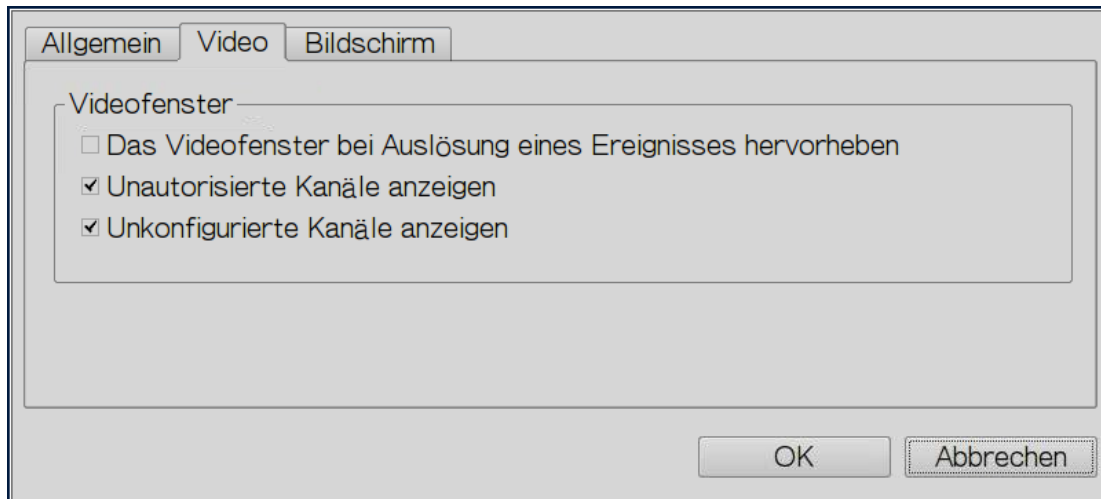 Allgemein Video Bildschirm
Videofenster
Das Videofenster bei Auslösung eines Ereignisses hervorheben
Unautorisierte Kanäle anzeigen
Unkonfigurierte Kanäle anzeigen
OK Abbrechen